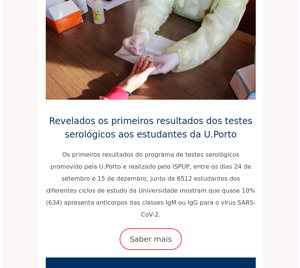 Revelados os primeiros resultados dos testes
serológicos aos estudantes da U.Porto
Os primeiros resultados do programa de testes serológicos
promovido pela U.Porto e realizado pelo ISPUP, entre os dias 24 de
setembro e 15 de dezembro, junto de 6512 estudantes dos
diferentes ciclos de estudo da Universidade mostram que quase 10%
(634) apresenta anticorpos das classes IgM ou IgG para o vírus SARS-
CoV-2.
Saber mais